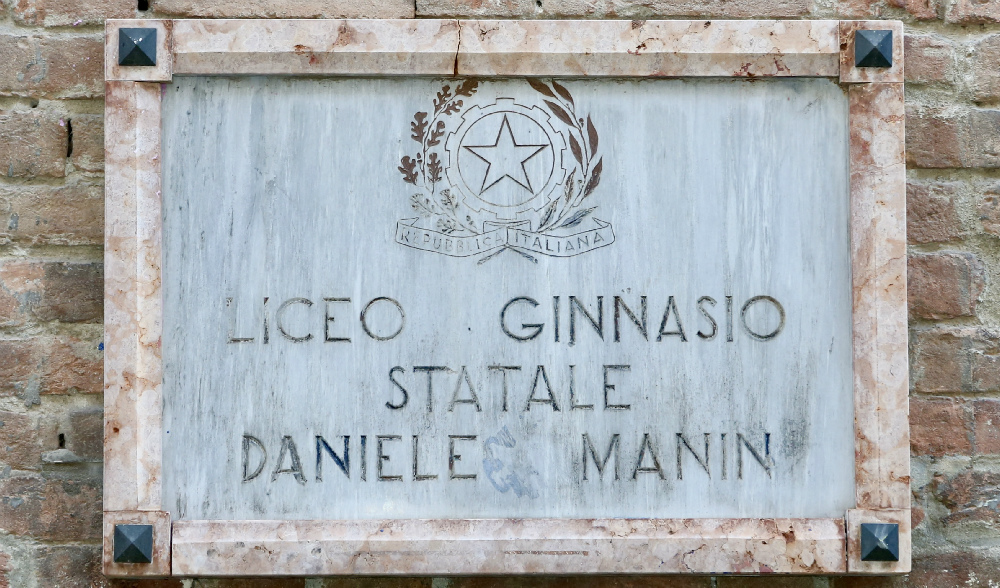 REPUBBLICA ITALIANA
LICEO GINNASIO
STATALE
DANIELE MANIN